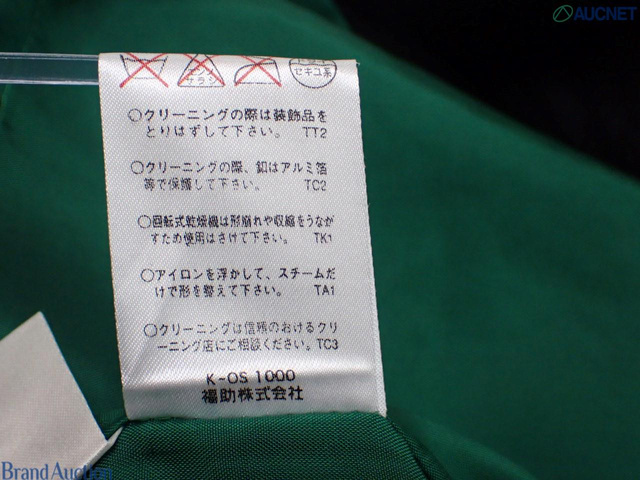 AUCNET
エンソ
サラシ
セキユ系
○クリーニングの際は装飾品を
とりはずして下さい。 TT2
○クリーニングの際、釦はアルミ箔
等で保護して下さい。 TC2
○回転式乾燥機は形崩れや収縮をうなが
すため使用はさけて下さい。 TK1
○アイロンを浮かして、スチームだ
けで形を整えて下さい。 TA1
○クリーニングは信頼のおけるクリ
ーニング店にご相談ください。TC3
K-OS 1000
福助株式会社
Brand Auction